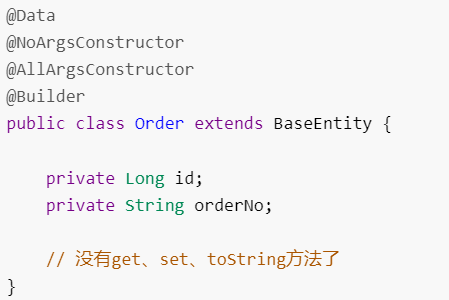 @Data
@NoArgsConstructor
@AllArgsConstructor
@Builder
public class Order extends BaseEntity {
private Long id;
private String orderNo;
// 没有get、set、toString方法了
}